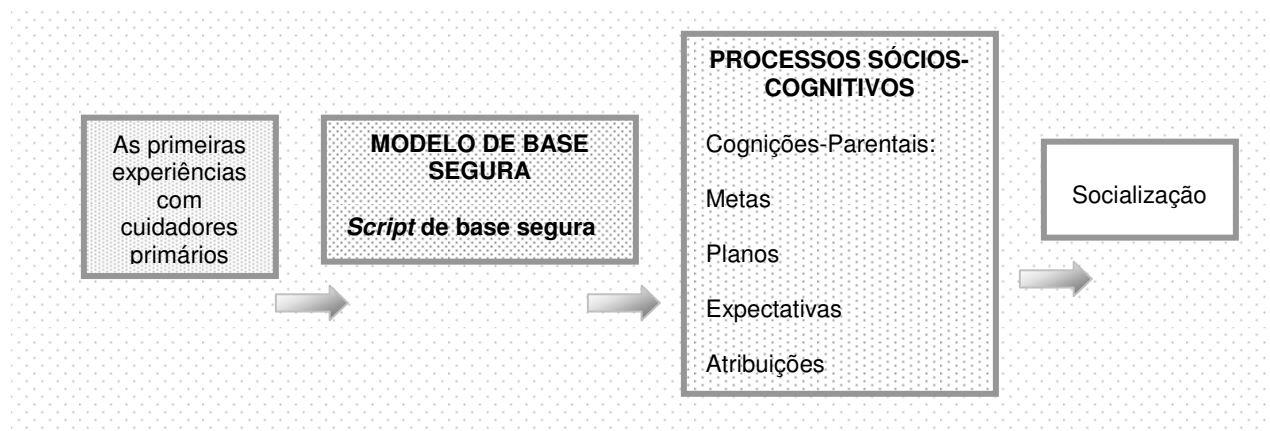 As primeiras
experiências
com
cuidadores
primários
MODELO DE BASE
SEGURA
Script de base segura
PROCESSOS SÓCIOS-
COGNITIVOS
Cognições-Parentais:
Metas
Planos
Expectativas
Atribuições
Socialização